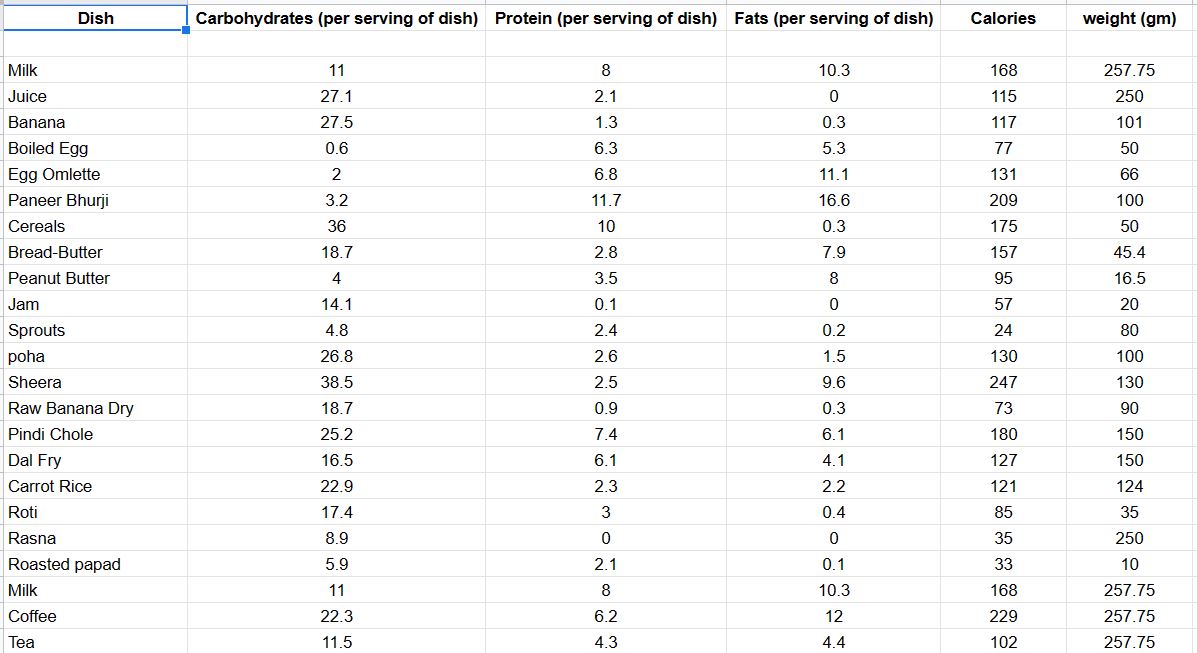 Dish Carbohydrates (per serving of dish) Protein (per serving of dish) Fats (per serving of dish) Calories weight (gm)
Milk 11 8 10.3 168 257.75
Juice 27.1 2.1 0 115 250
Banana 27.5 1.3 0.3 117 101
Boiled Egg 0.6 6.3 5.3 77 50
Egg Omlette 2 6.8 11.1 131 66
Paneer Bhurji 3.2 11.7 16.6 209 100
Cereals 36 10 0.3 175 50
Bread-Butter 18.7 2.8 7.9 157 45.4
Peanut Butter 4 3.5 8 95 16.5
Jam 14.1 0.1 0 57 20
Sprouts 4.8 2.4 0.2 24 80
poha 26.8 2.6 1.5 130 100
Sheera 38.5 2.5 9.6 247 130
Raw Banana Dry 18.7 0.9 0.3 73 90
Pindi Chole 25.2 7.4 6.1 180 150
Dal Fry 16.5 6.1 4.1 127 150
Carrot Rice 22.9 2.3 2.2 121 124
Roti 17.4 3 0.4 85 35
Rasna 8.9 0 0 35 250
Roasted papad 5.9 2.1 0.1 33 10
Milk 11 8 10.3 168 257.75
Coffee 22.3 6.2 12 229 257.75
Tea 11.5 4.3 4.4 102 257.75